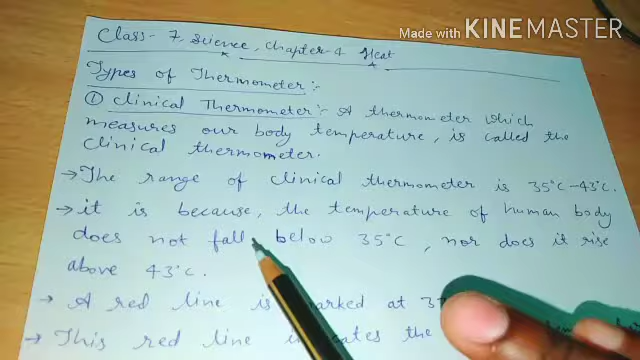 Made with KINEMASTER
Class- 7, science, chapter-4 Heat
Types of Thermometer:-
① Clinical Thermometer:- A thermometer which
measures our body temperature, is called the
clinical thermometer.
→ The range of clinical thermometer is 35°C-43°C.
→ it is because, the temperature of human body
does not fall below 35°C, nor does it rise
above 43°C.
→ A red line is marked at
→ This red line the